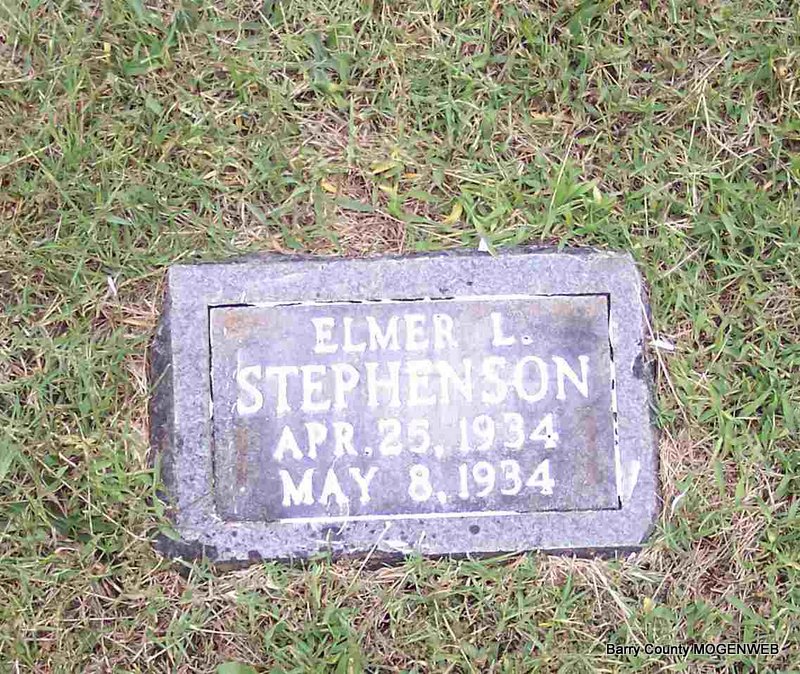 ELMER L.
STEPHENSON
APR. 25, 1934
MAY 8, 1934
Barry County MOGENWEB